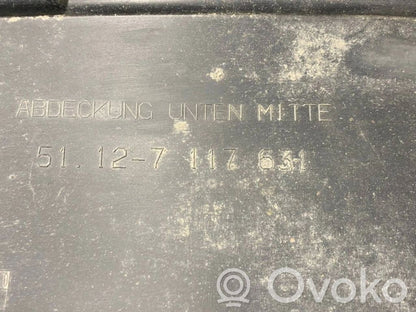 ABDECKUNG UNTEN MITTE
51.12-7 117 631
Ovoko